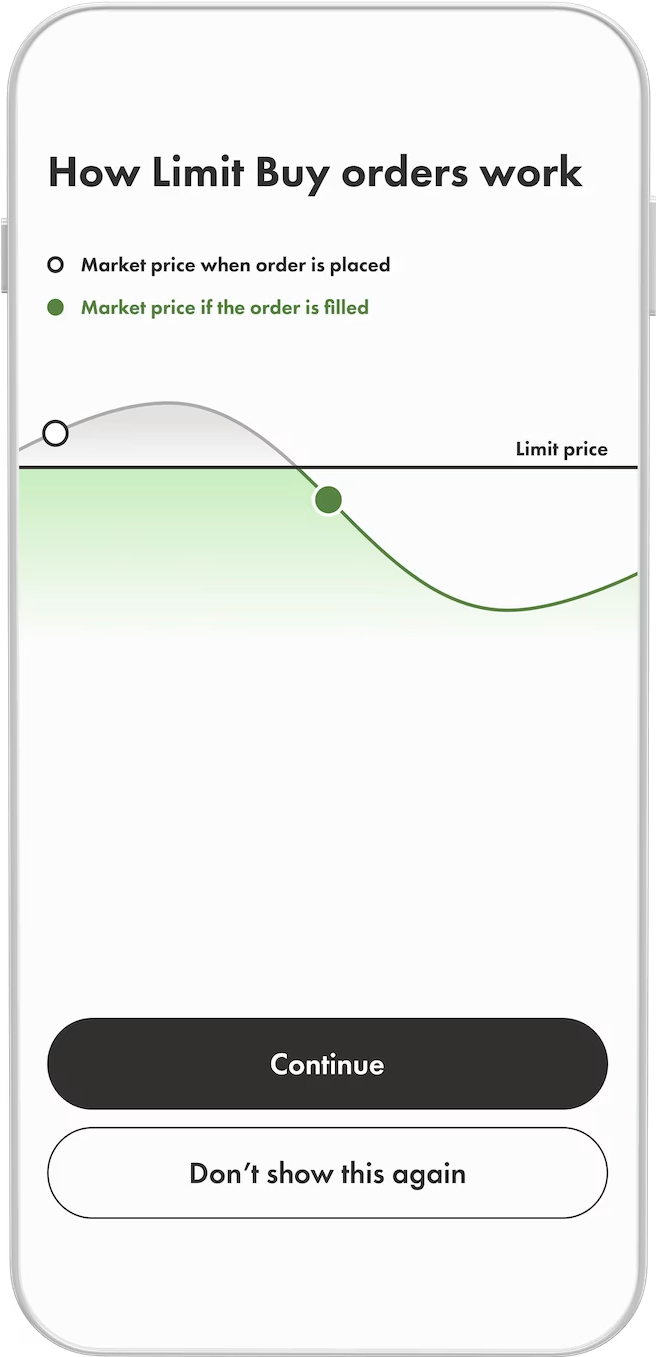 How Limit Buy orders work
Market price when order is placed
Market price if the order is filled
Limit price
Continue
Don’t show this again